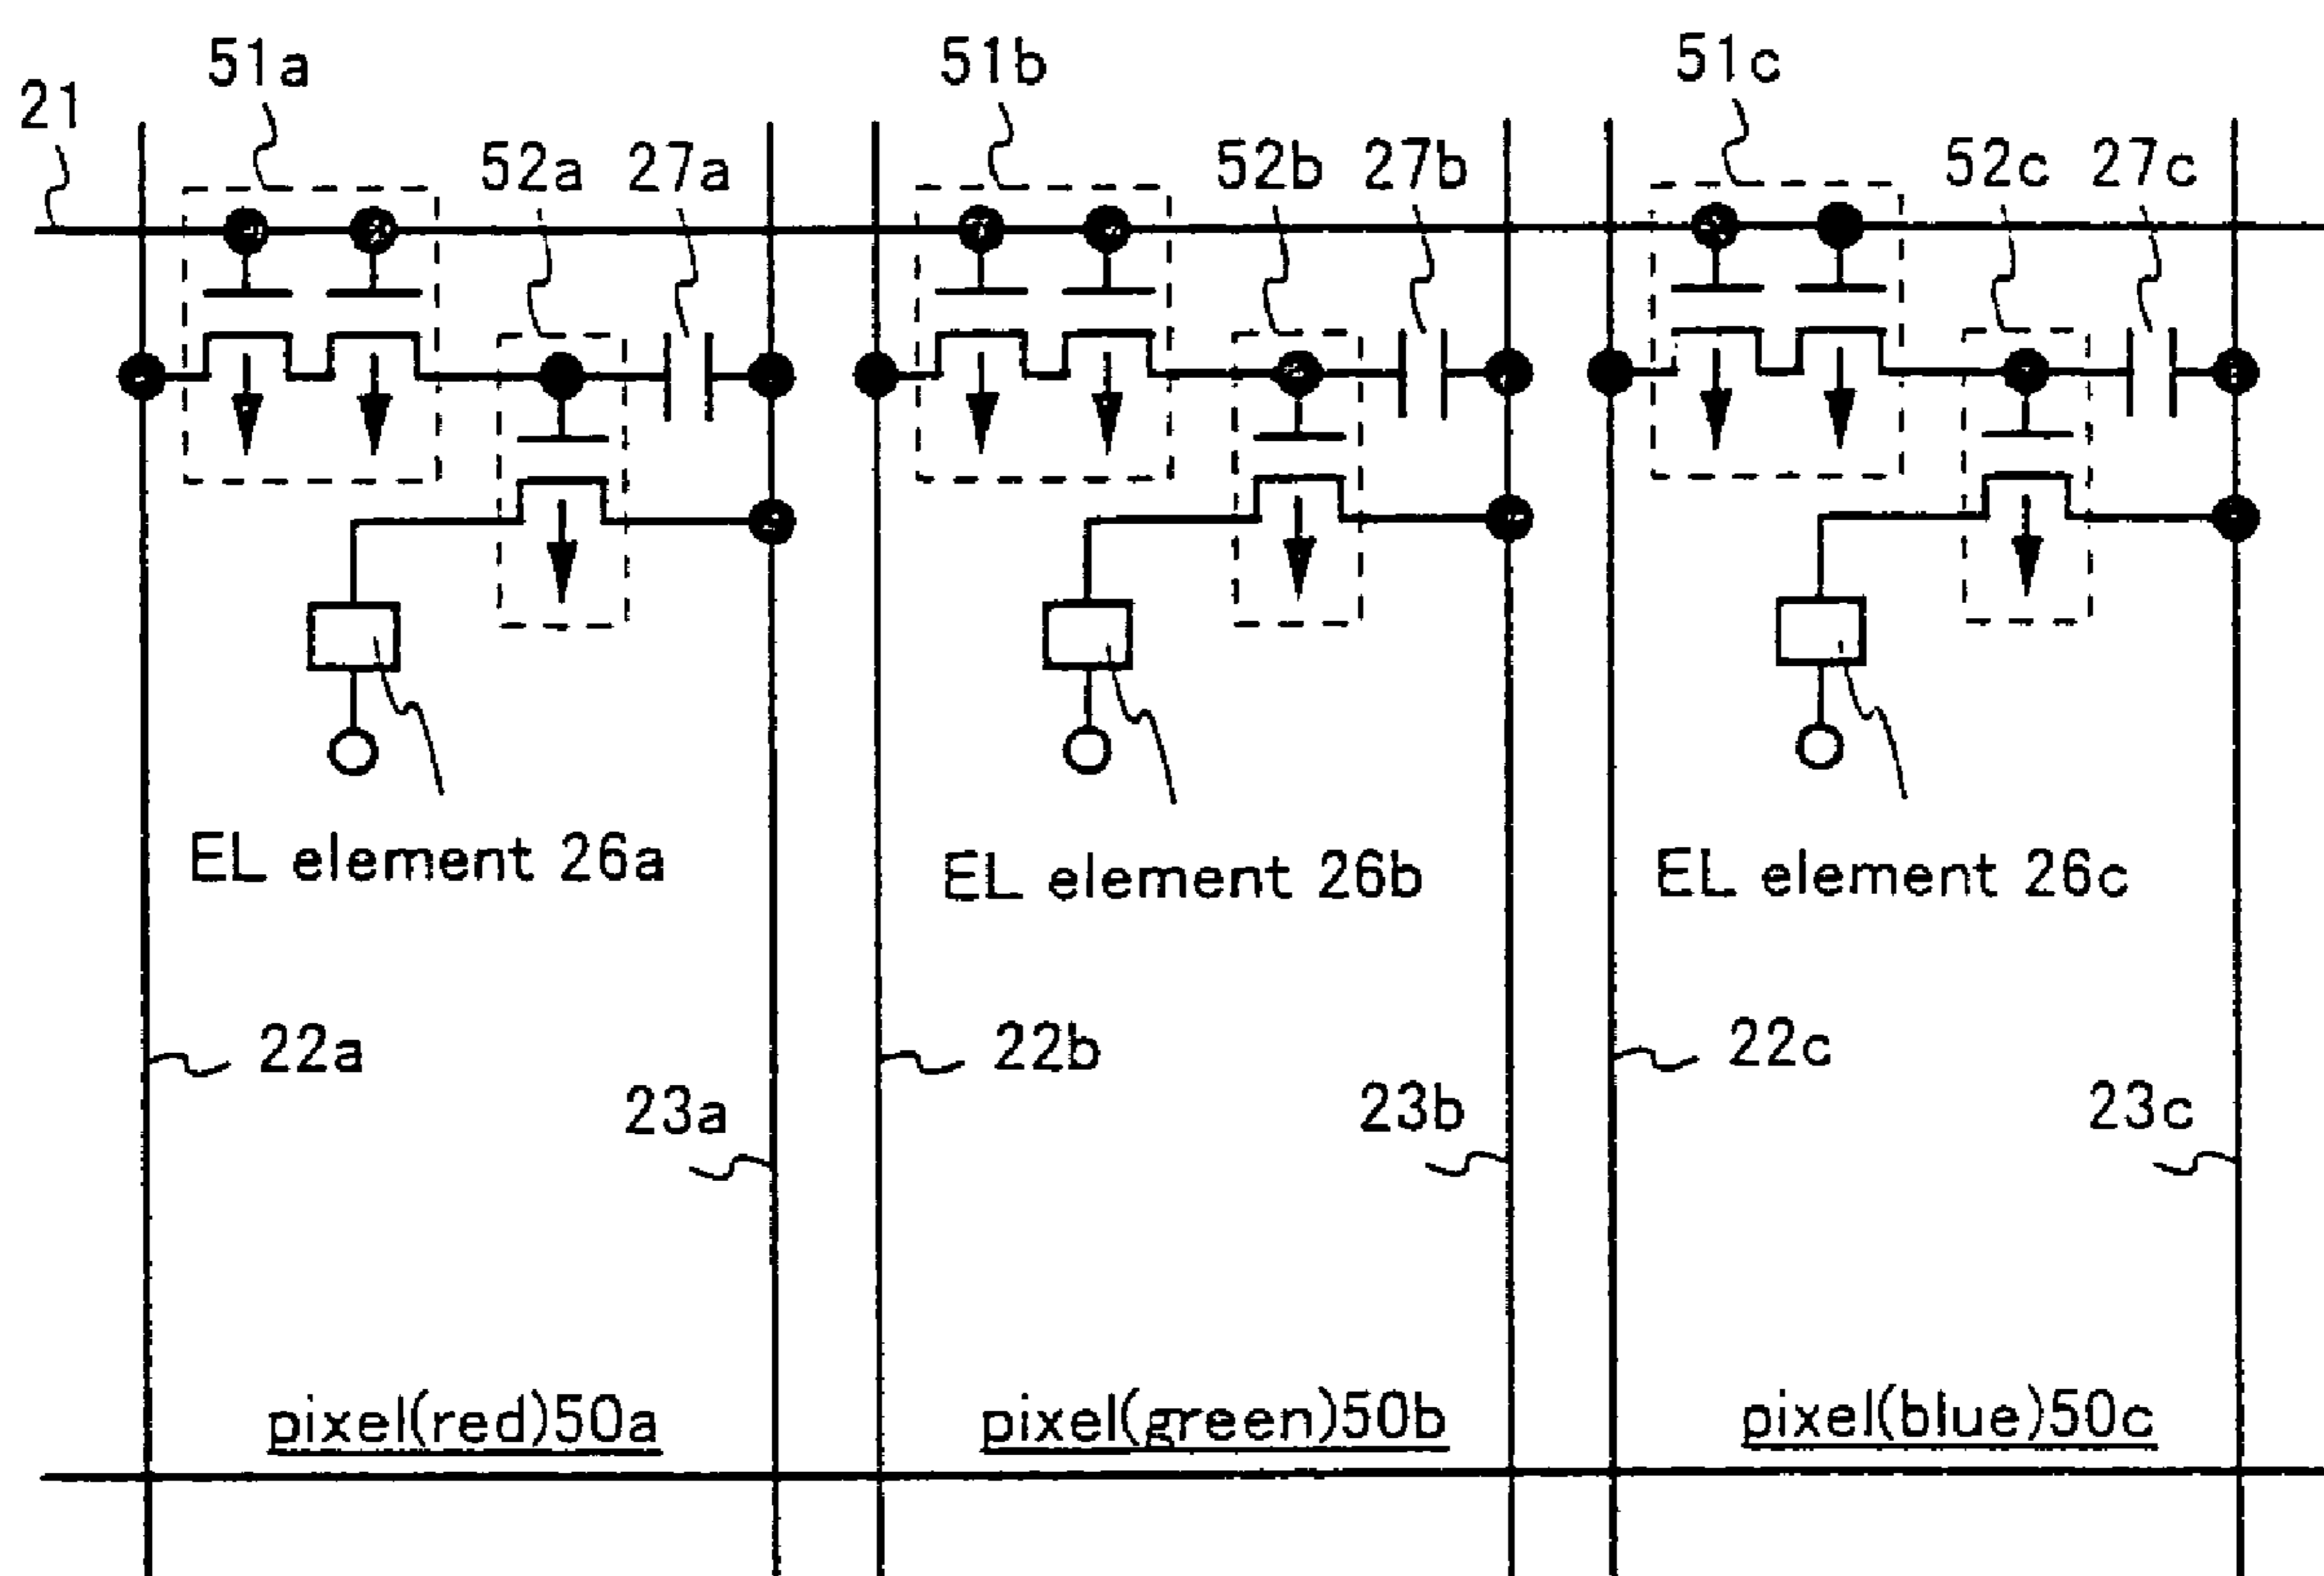 51a 51b 51c
21
52a 27a 52b 27b 52c 27c
EL element 26a EL element 26b EL element 26c
22a 22b 22c
23a 23b 23c
pixel(red)50a pixel(green)50b pixel(blue)50c